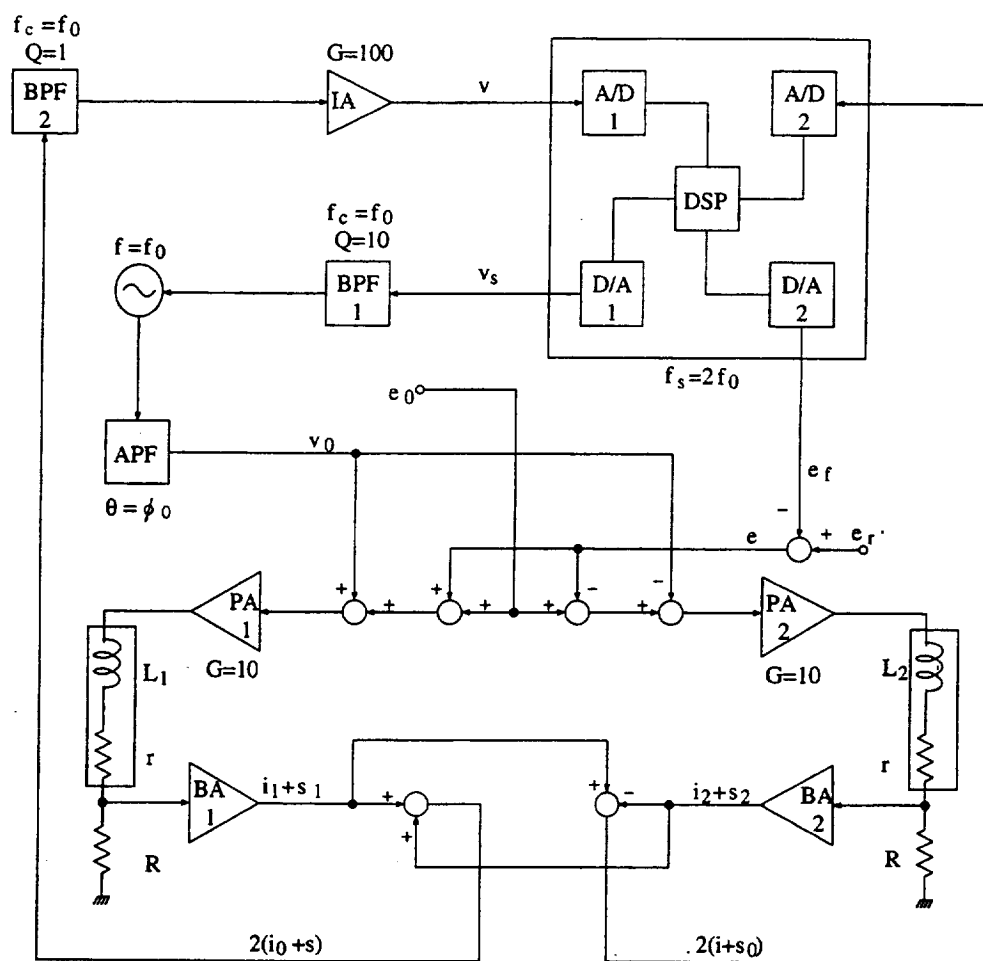 f_c=f_0
Q=1
BPF
2
G=100
IA
v
A/D
1
A/D
2
DSP
f_c=f_0
Q=10
f=f_0
BPF
1
v_s
D/A
1
D/A
2
f_s=2f_0
e_0
APF
v_0
θ=ϕ_0
e_f
−
e
+
e_r
+
+
−
−
PA
1
+
+
+
+
PA
2
G=10
G=10
L_1
L_2
r
r
BA
1
i_1+s_1
+
+
+
−
i_2+s_2
BA
2
R
R
2(i_0+s)
2(i+s_0)